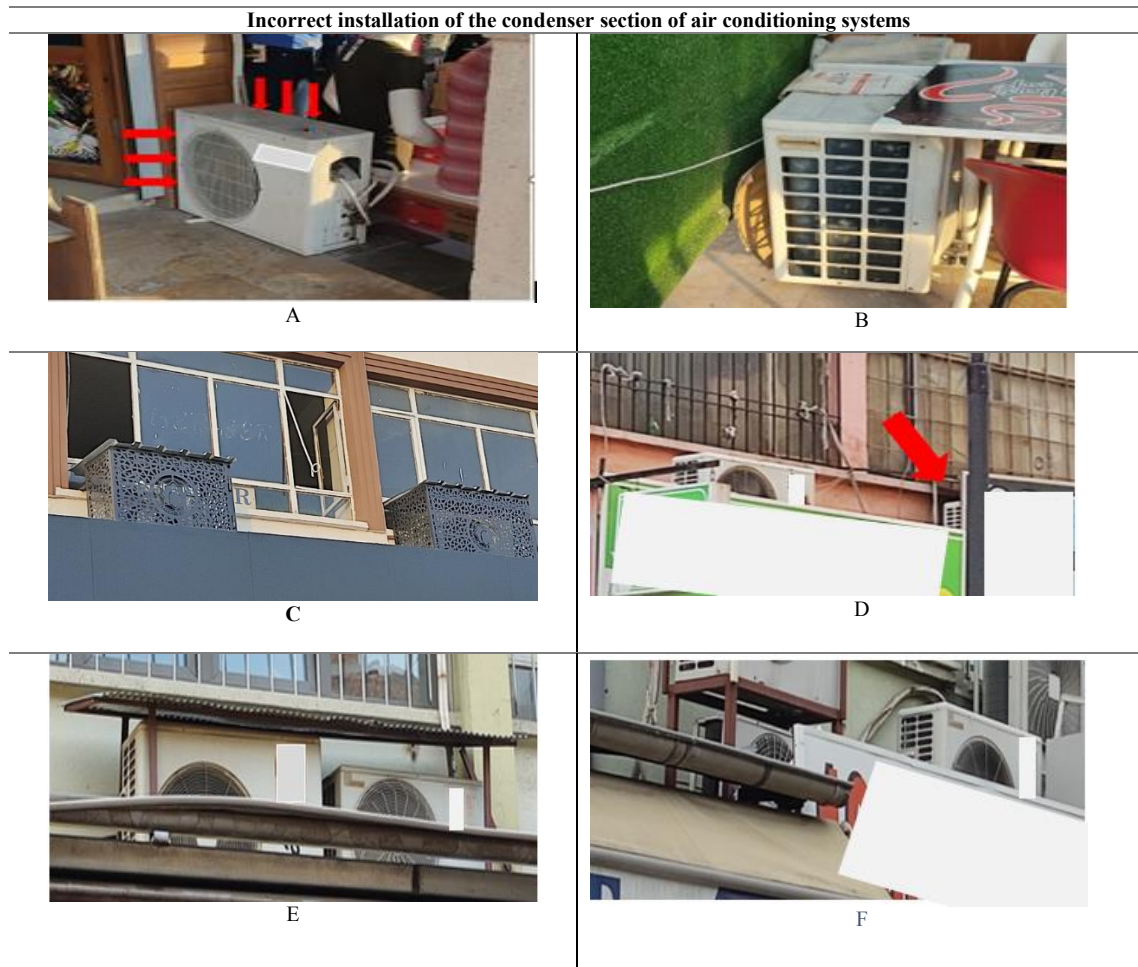 Incorrect installation of the condenser section of air conditioning systems
A
B
R
C
D
E
F